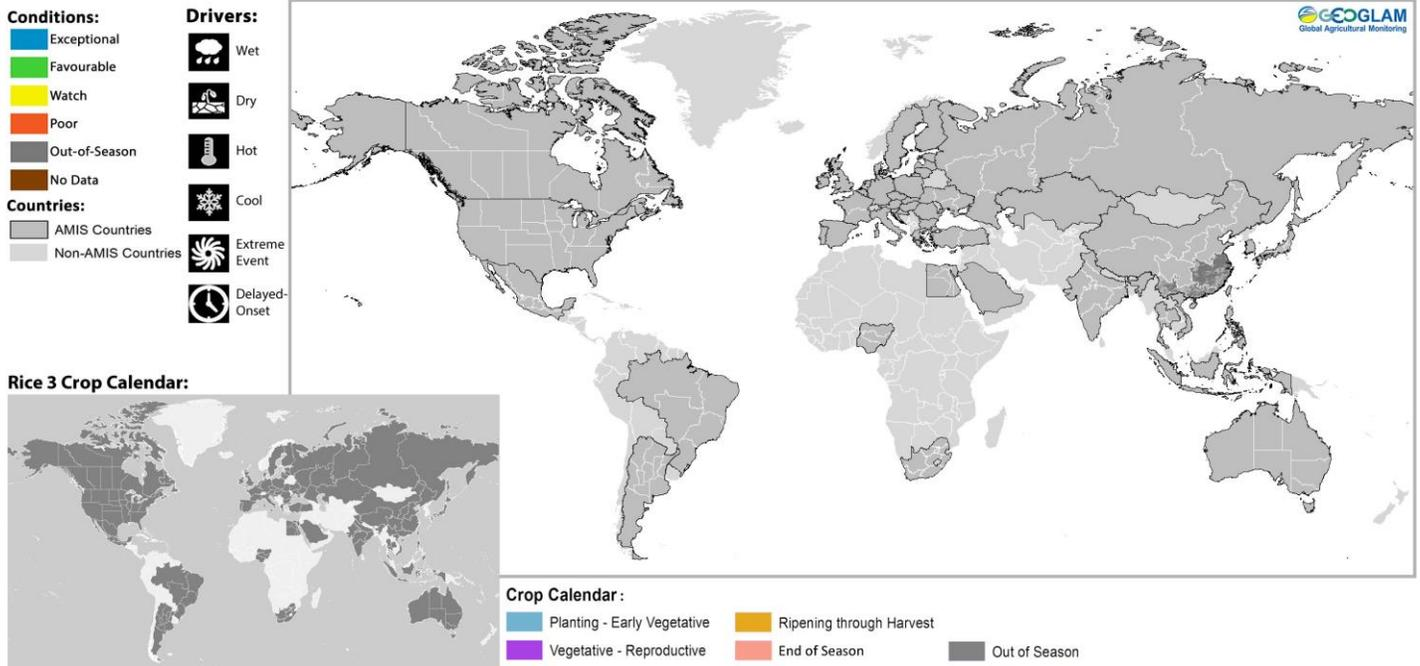 Conditions:
Exceptional
Favourable
Watch
Poor
Out-of-Season
No Data
Countries:
AMIS Countries
Non-AMIS Countries
Drivers:
Wet
Dry
Hot
Cool
Extreme
Event
Delayed-
Onset
GEOGLAM
Global Agricultural Monitoring
Rice 3 Crop Calendar:
Crop Calendar :
Planting - Early Vegetative
Vegetative - Reproductive
Ripening through Harvest
End of Season
Out of Season